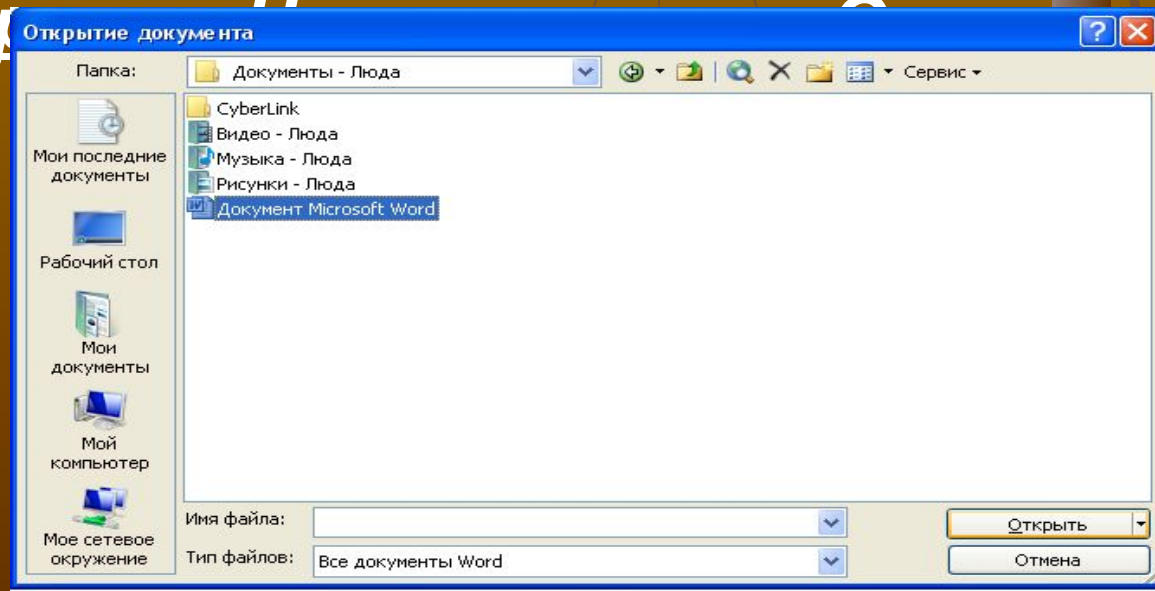 Открытие документа
Папка:
Документы - Люда
Сервис
Мои последние
документы
Рабочий стол
Мои
документы
Мой
компьютер
Мое сетевое
окружение
CyberLink
Видео - Люда
Музыка - Люда
Рисунки - Люда
Документ Microsoft Word
Имя файла:
Открыть
Тип файлов:
Все документы Word
Отмена